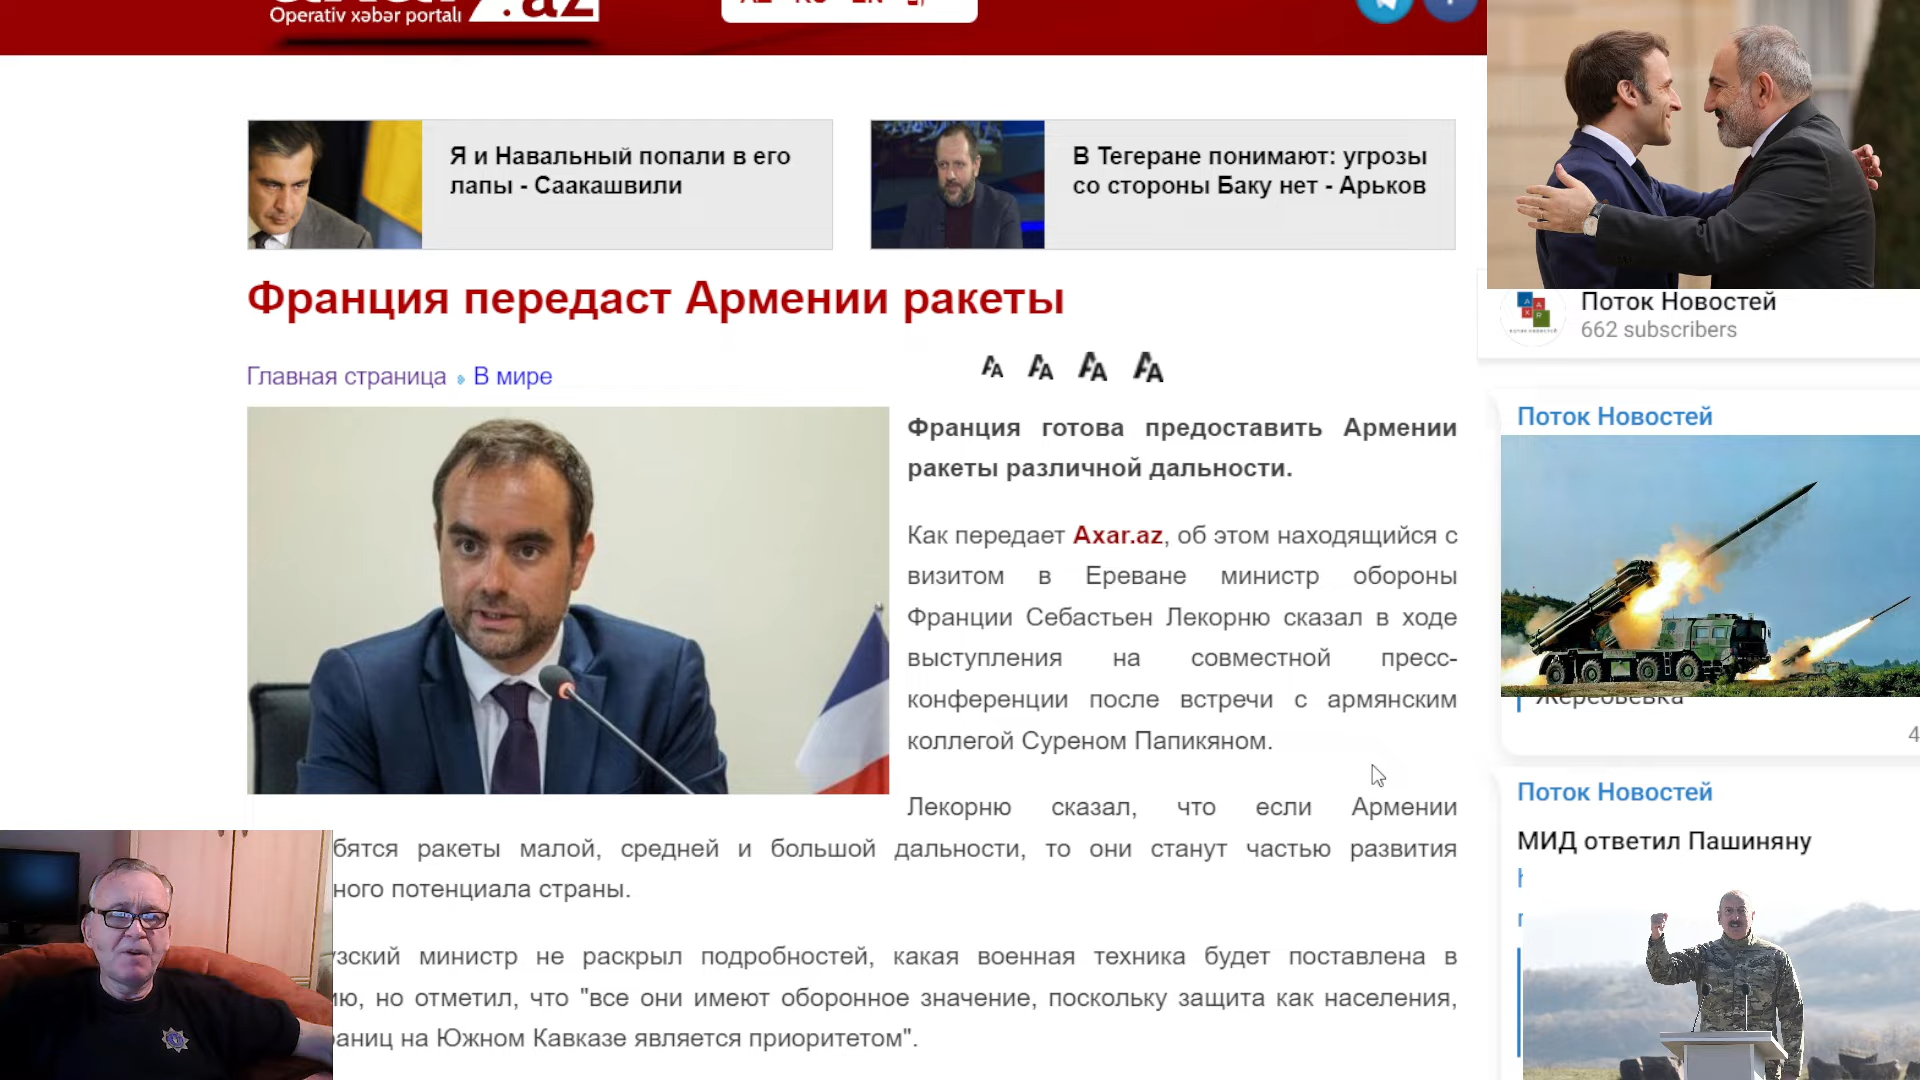 Operativ xəbər portalı
.az
Я и Навальный попали в его
лапы - Саакашвили
В Тегеране понимают: угрозы
со стороны Баку нет - Арьков
Франция передаст Армении ракеты
Поток Новостей
662 subscribers
Главная страница
В мире
Франция готова предоставить Армении
ракеты различной дальности.
Как передает Axar.az, об этом находящийся с
визитом в Ереване министр обороны
Франции Себастьен Лекорню сказал в ходе
выступления на совместной пресс-
конференции после встречи с армянским
коллегой Суреном Папикяном.
Лекорню сказал, что если Армении
бятся ракеты малой, средней и большой дальности, то они станут частью развития
ного потенциала страны.
зский министр не раскрыл подробностей, какая военная техника будет поставлена в
ию, но отметил, что "все они имеют оборонное значение, поскольку защита как населения,
раниц на Южном Кавказе является приоритетом".
Поток Новостей
Жеребьевка
4
Поток Новостей
МИД ответил Пашиняну